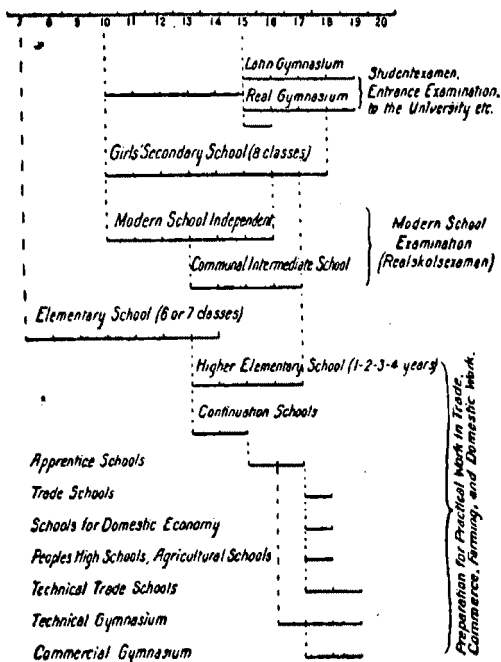 7 8 9 10 11 12 13 14 15 16 17 18 19 20
Latin Gymnasium
Real Gymnasium
Studentexamen,
Entrance Examination
to the University etc.
Girls' Secondary School (8 classes)
Modern School Independent
Communal Intermediate School
Modern School
Examination
(Realskolsexamen)
Elementary School (6 or 7 classes)
Higher Elementary School (1-2-3-4 years)
Continuation Schools
Apprentice Schools
Trade Schools
Schools for Domestic Economy
Peoples High Schools, Agricultural Schools
Technical Trade Schools
Technical Gymnasium
Commercial Gymnasium
Preparation for Practical Work in Trade,
Commerce, Farming, and Domestic Work.